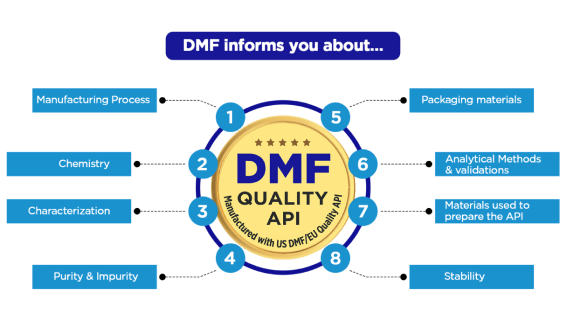 DMF informs you about...
Manufacturing Process
1
Chemistry
2
Characterization
3
Purity & Impurity
4
DMF
QUALITY
API
Manufactured with US DMF/EU Quality API
5
Packaging materials
6
Analytical Methods
& validations
7
Materials used to
prepare the API
8
Stability